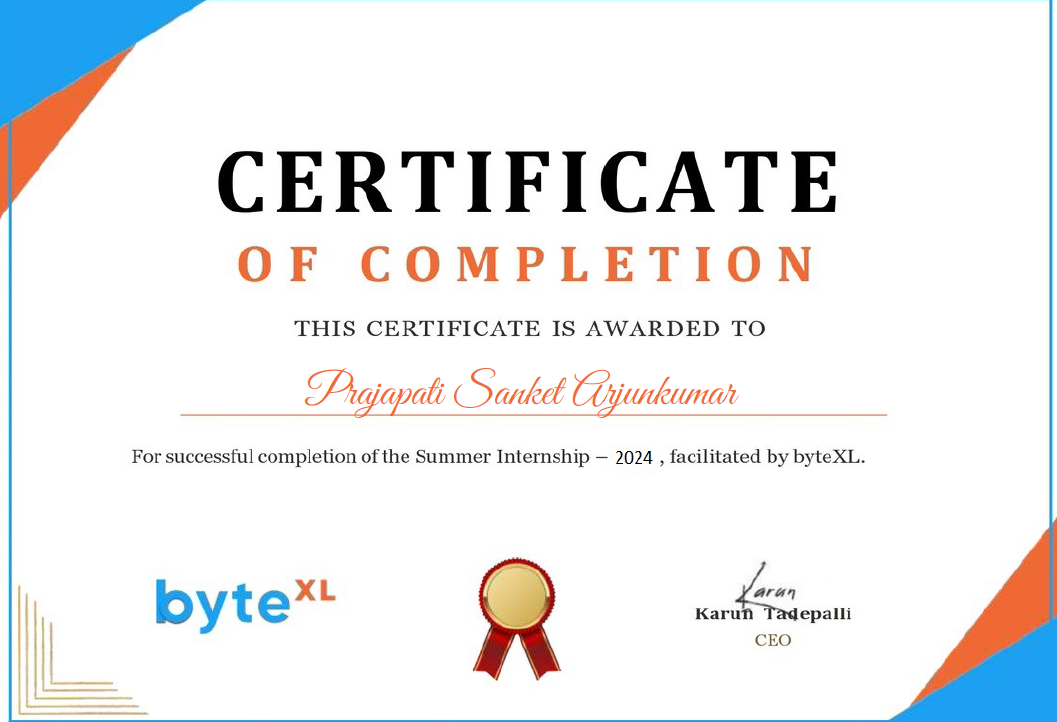 CERTIFICATE
OF COMPLETION
THIS CERTIFICATE IS AWARDED TO
Prajapati Sanket Arjunkumar
For successful completion of the Summer Internship – 2024 , facilitated by byteXL.
byteXL
Karun
Karun Tadepalli
CEO